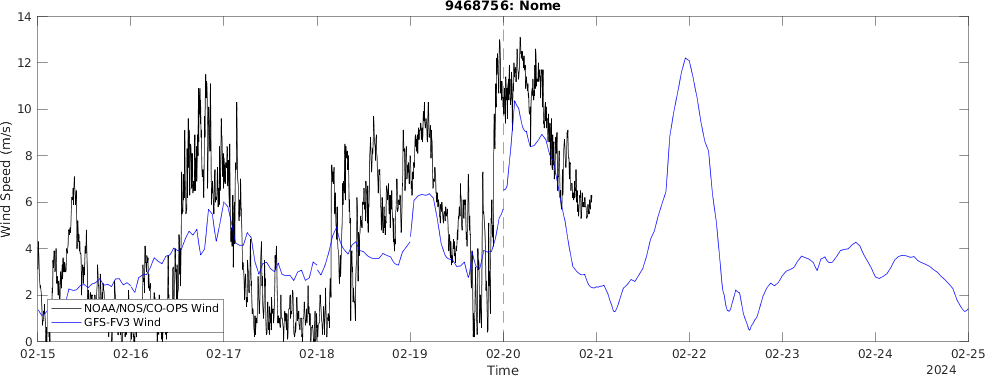 9468756: Nome
14
12
10
8
6
4
2
0
Wind Speed (m/s)
NOAA/NOS/CO-OPS Wind
GFS-FV3 Wind
02-15 02-16 02-17 02-18 02-19 02-20 02-21 02-22 02-23 02-24 02-25
Time
2024